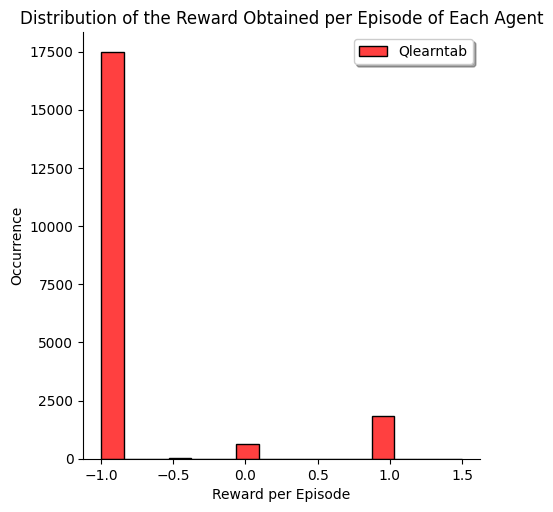 Distribution of the Reward Obtained per Episode of Each Agent
Qlearntab
17500
15000
12500
10000
7500
5000
2500
0
Occurrence
−1.0 −0.5 0.0 0.5 1.0 1.5
Reward per Episode